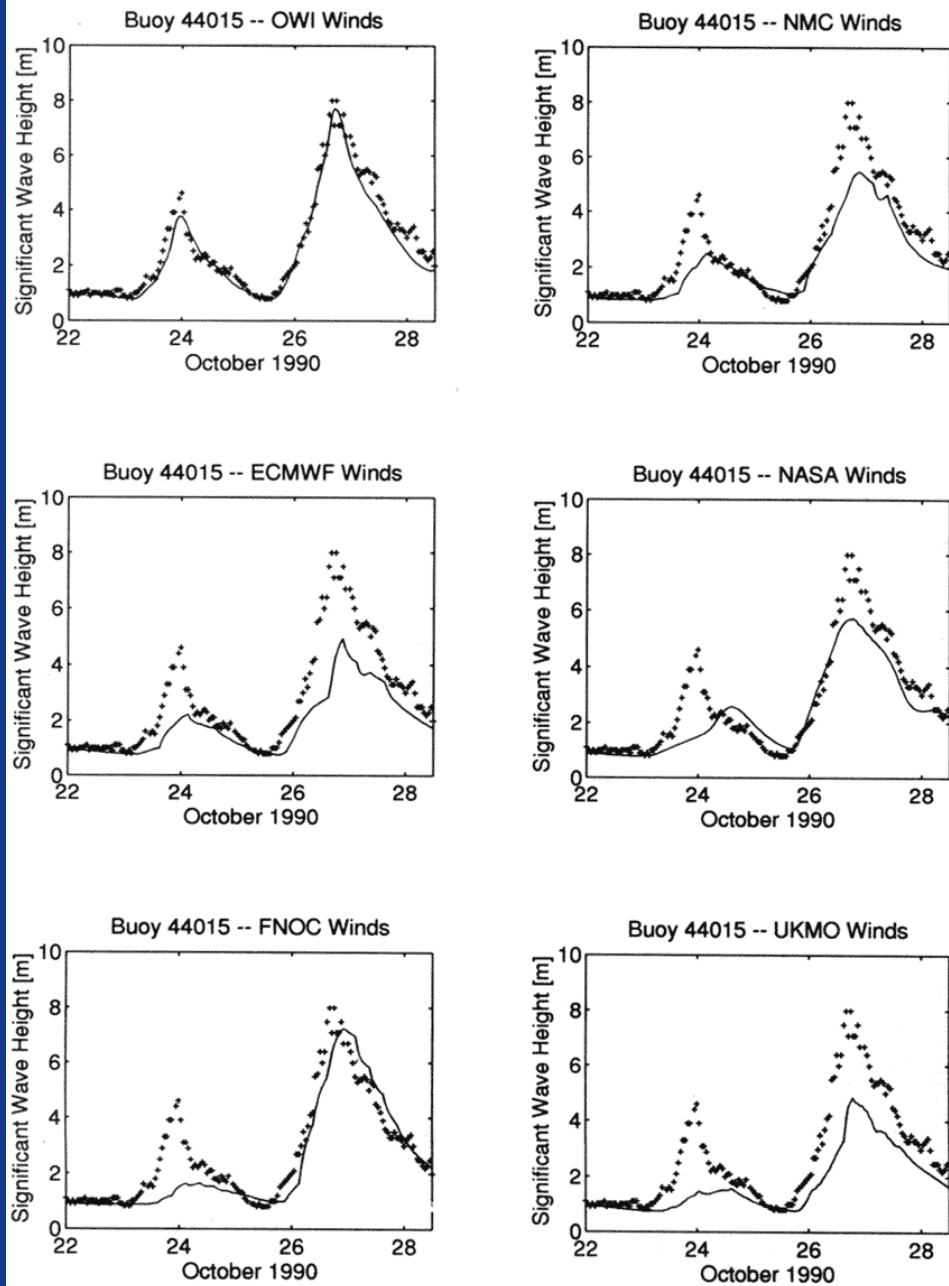 Buoy 44015 -- OWI Winds
Significant Wave Height [m]
10
8
6
4
2
0
22 24 26 28
October 1990
Buoy 44015 -- NMC Winds
Significant Wave Height [m]
10
8
6
4
2
0
22 24 26 28
October 1990
Buoy 44015 -- ECMWF Winds
Significant Wave Height [m]
10
8
6
4
2
0
22 24 26 28
October 1990
Buoy 44015 -- NASA Winds
Significant Wave Height [m]
10
8
6
4
2
0
22 24 26 28
October 1990
Buoy 44015 -- FNOC Winds
Significant Wave Height [m]
10
8
6
4
2
0
22 24 26 28
October 1990
Buoy 44015 -- UKMO Winds
Significant Wave Height [m]
10
8
6
4
2
0
22 24 26 28
October 1990